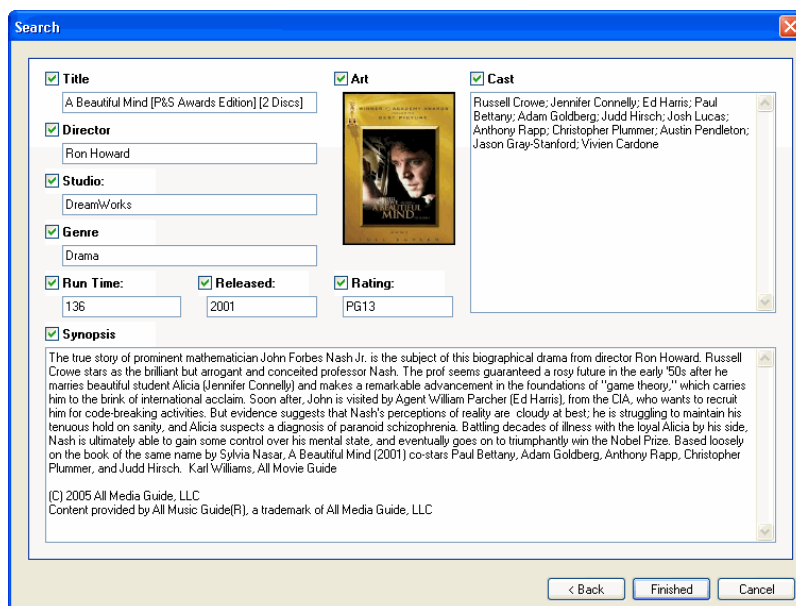 Search
Title
A Beautiful Mind [P&S Awards Edition] [2 Discs]
Director
Ron Howard
Studio:
DreamWorks
Genre
Drama
Run Time:
136
Released:
2001
Art
BEST PICTURE
A BEAUTIFUL
MIND
Rating:
PG13
Cast
Russell Crowe; Jennifer Connelly; Ed Harris; Paul
Bettany; Adam Goldberg; Judd Hirsch; Josh Lucas;
Anthony Rapp; Christopher Plummer; Austin Pendleton;
Jason Gray-Stanford; Vivien Cardone
Synopsis
The true story of prominent mathematician John Forbes Nash Jr. is the subject of this biographical drama from director Ron Howard. Russell
Crowe stars as the brilliant but arrogant and conceited professor Nash. The prof seems guaranteed a rosy future in the early '50s after he
marries beautiful student Alicia (Jennifer Connelly) and makes a remarkable advancement in the foundations of "game theory," which carries
him to the brink of international acclaim. Soon after, John is visited by Agent William Parcher (Ed Harris), from the CIA, who wants to recruit
him for code-breaking activities. But evidence suggests that Nash's perceptions of reality are  cloudy at best; he is struggling to maintain his
tenuous hold on sanity, and Alicia suspects a diagnosis of paranoid schizophrenia. Battling decades of illness with the loyal Alicia by his side,
Nash is ultimately able to gain some control over his mental state, and eventually goes on to triumphantly win the Nobel Prize. Based loosely
on the book of the same name by Sylvia Nasar, A Beautiful Mind (2001) co-stars Paul Bettany, Adam Goldberg, Anthony Rapp, Christopher
Plummer, and Judd Hirsch.  Karl Williams, All Movie Guide
(C) 2005 All Media Guide, LLC
Content provided by All Music Guide(R), a trademark of All Media Guide, LLC
< Back
Finished
Cancel